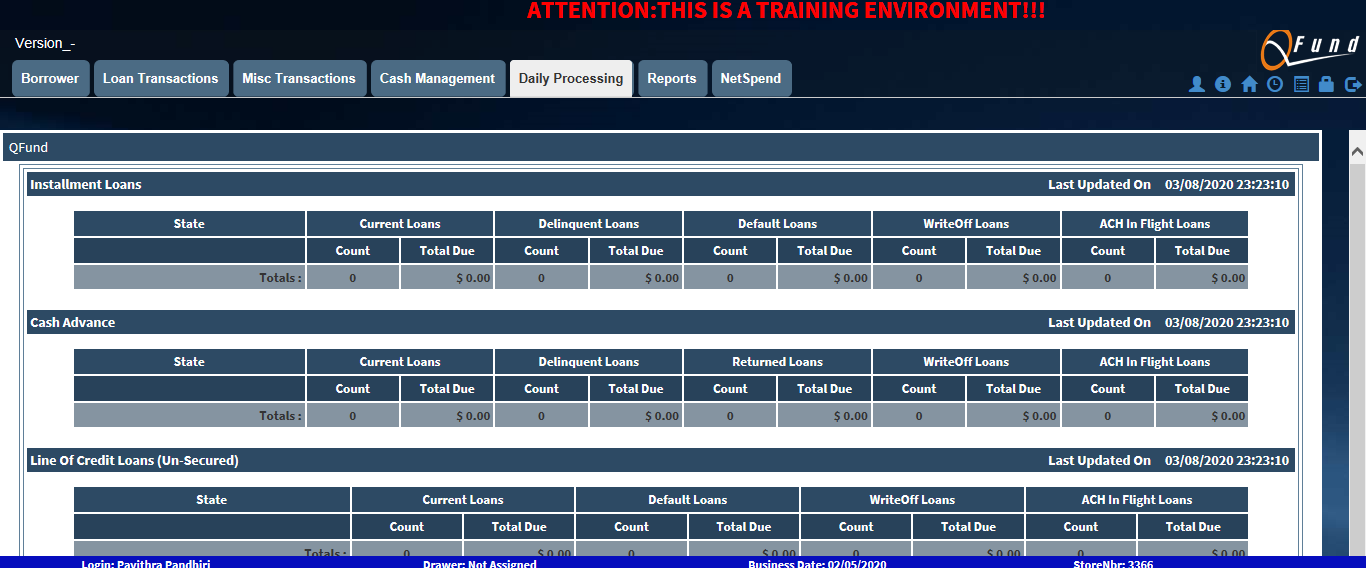 ATTENTION:THIS IS A TRAINING ENVIRONMENT!!!
Version_-
QFund
Borrower Loan Transactions Misc Transactions Cash Management Daily Processing Reports NetSpend
QFund
Installment Loans Last Updated On 03/08/2020 23:23:10
State Current Loans Delinquent Loans Default Loans WriteOff Loans ACH In Flight Loans
Count Total Due Count Total Due Count Total Due Count Total Due Count Total Due
Totals : 0 $ 0.00 0 $ 0.00 0 $ 0.00 0 $ 0.00 0 $ 0.00
Cash Advance Last Updated On 03/08/2020 23:23:10
State Current Loans Delinquent Loans Returned Loans WriteOff Loans ACH In Flight Loans
Count Total Due Count Total Due Count Total Due Count Total Due Count Total Due
Totals : 0 $ 0.00 0 $ 0.00 0 $ 0.00 0 $ 0.00 0 $ 0.00
Line Of Credit Loans (Un-Secured) Last Updated On 03/08/2020 23:23:10
State Current Loans Default Loans WriteOff Loans ACH In Flight Loans
Count Total Due Count Total Due Count Total Due Count Total Due
Totals : 0 $ 0.00 0 $ 0.00 0 $ 0.00 0 $ 0.00
Login: Pavithra Pandhiri Drawer: Not Assigned Business Date: 02/05/2020 StoreNbr: 3366